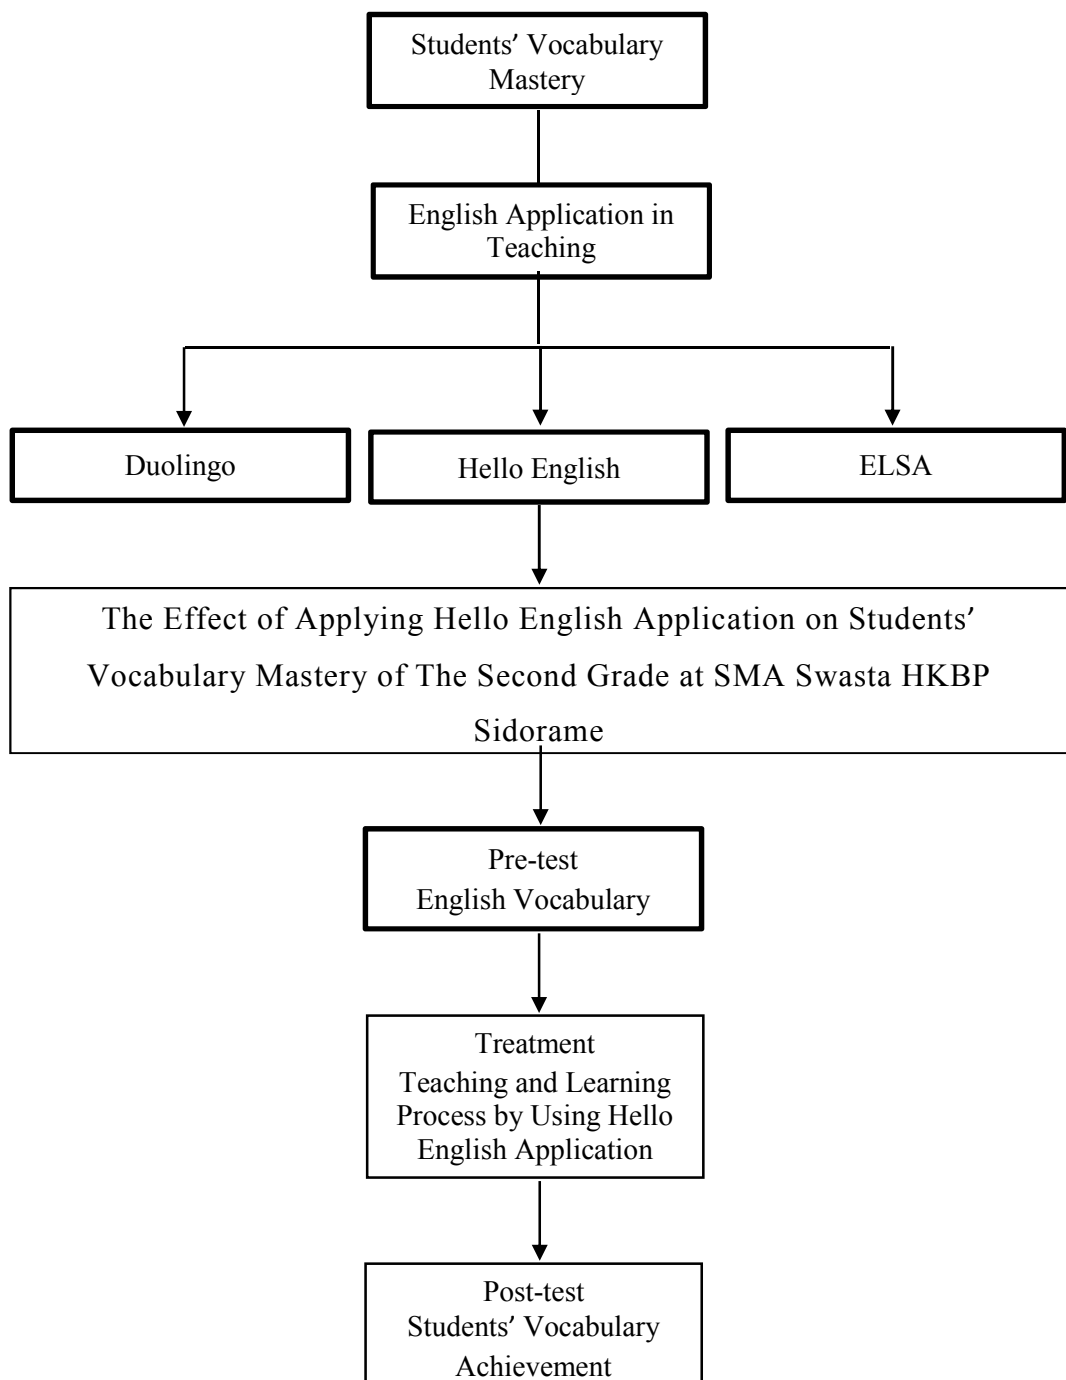 Students’ Vocabulary
Mastery
English Application in
Teaching
Duolingo
Hello English
ELSA
The Effect of Applying Hello English Application on Students’
Vocabulary Mastery of The Second Grade at SMA Swasta HKBP
Sidorame
Pre-test
English Vocabulary
Treatment
Teaching and Learning
Process by Using Hello
English Application
Post-test
Students’ Vocabulary
Achievement